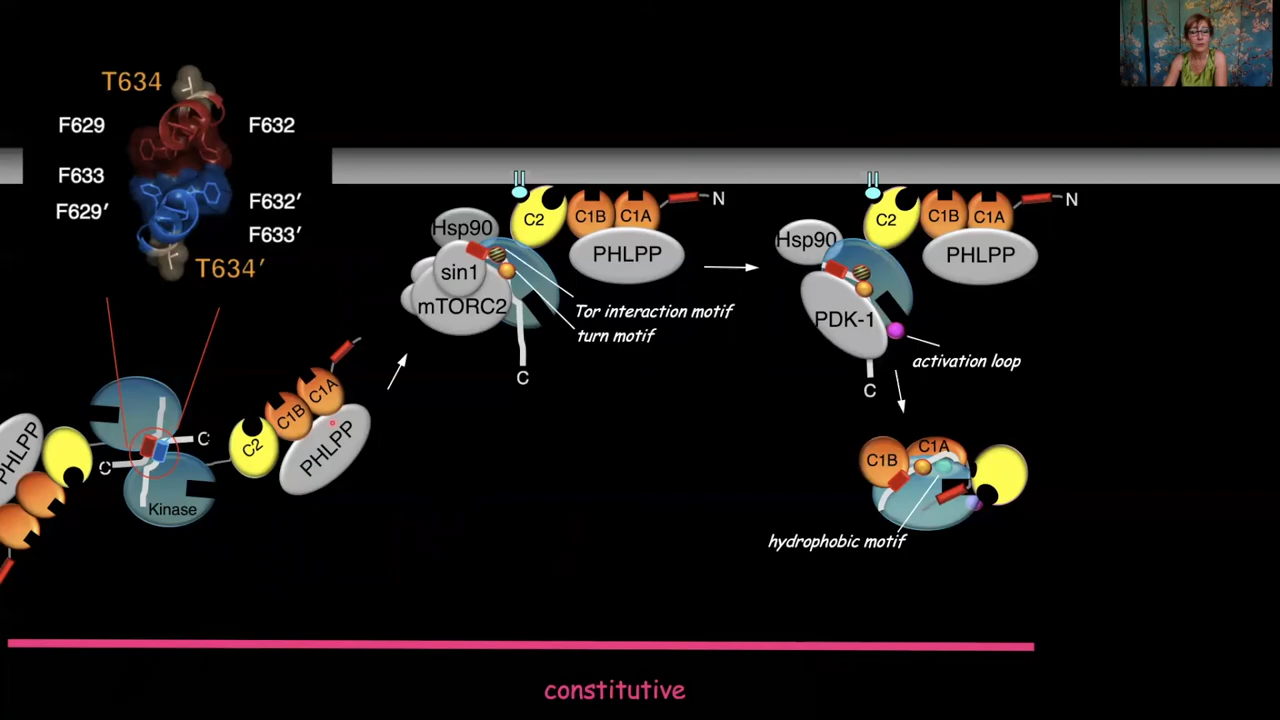 T634
F629
F632
F633
F629′
F632′
F633′
T634′
PHLPP
C
C
Kinase
C2
C1B
C1A
PHLPP
Hsp90
sin1
mTORC2
C2
C1B
C1A
N
PHLPP
Tor interaction motif
turn motif
C
Hsp90
PDK-1
C2
C1B
C1A
N
PHLPP
activation loop
C
C1B
C1A
hydrophobic motif
constitutive